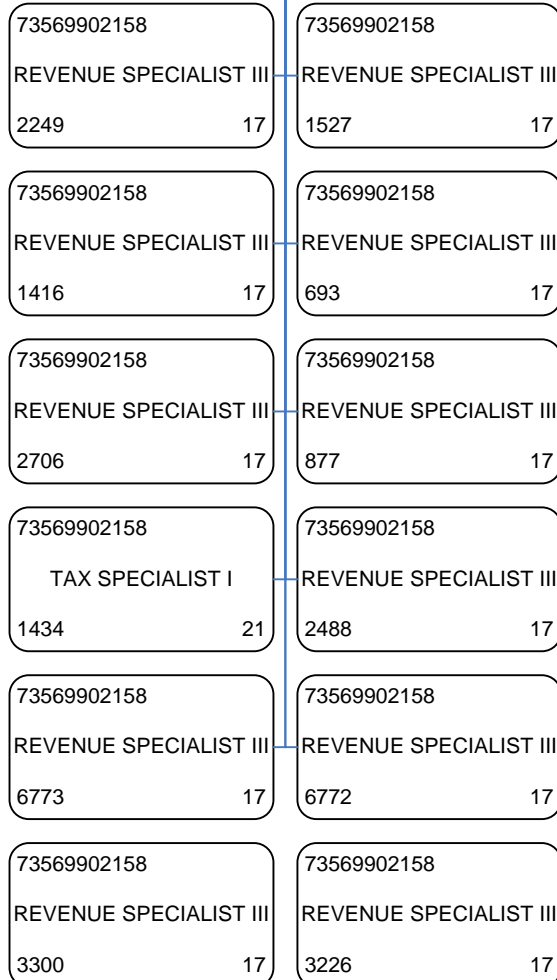 73569902158
REVENUE SPECIALIST III
2249 17
73569902158
REVENUE SPECIALIST III
1527 17
73569902158
REVENUE SPECIALIST III
1416 17
73569902158
REVENUE SPECIALIST III
693 17
73569902158
REVENUE SPECIALIST III
2706 17
73569902158
REVENUE SPECIALIST III
877 17
73569902158
TAX SPECIALIST I
1434 21
73569902158
REVENUE SPECIALIST III
2488 17
73569902158
REVENUE SPECIALIST III
6773 17
73569902158
REVENUE SPECIALIST III
6772 17
73569902158
REVENUE SPECIALIST III
3300 17
73569902158
REVENUE SPECIALIST III
3226 17